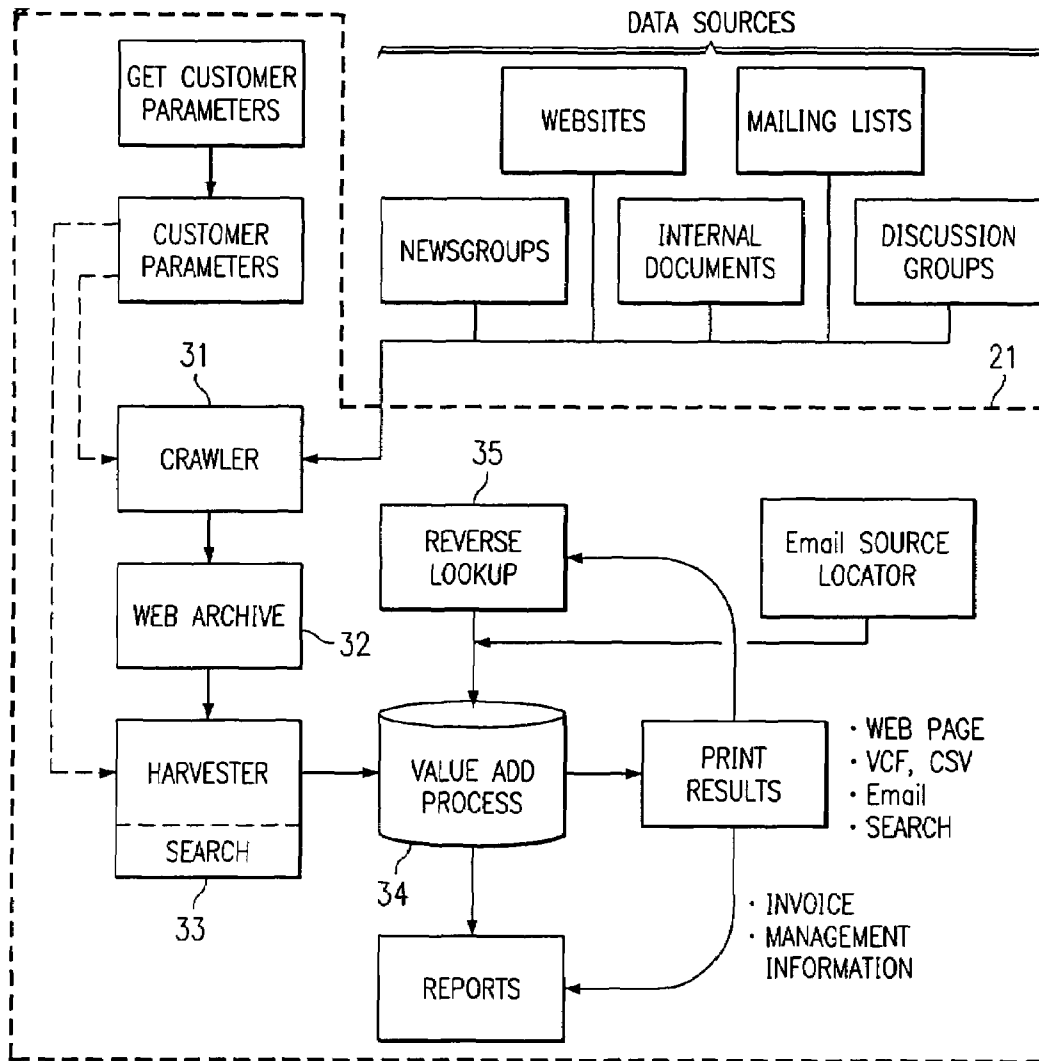 DATA SOURCES
GET CUSTOMER
PARAMETERS
WEBSITES
MAILING LISTS
CUSTOMER
PARAMETERS
NEWSGROUPS
INTERNAL
DOCUMENTS
DISCUSSION
GROUPS
31
21
CRAWLER
35
REVERSE
LOOKUP
Email SOURCE
LOCATOR
WEB ARCHIVE
32
HARVESTER
SEARCH
33
VALUE ADD
PROCESS
34
PRINT
RESULTS
· WEB PAGE
· VCF, CSV
· Email
· SEARCH
· INVOICE
· MANAGEMENT
INFORMATION
REPORTS